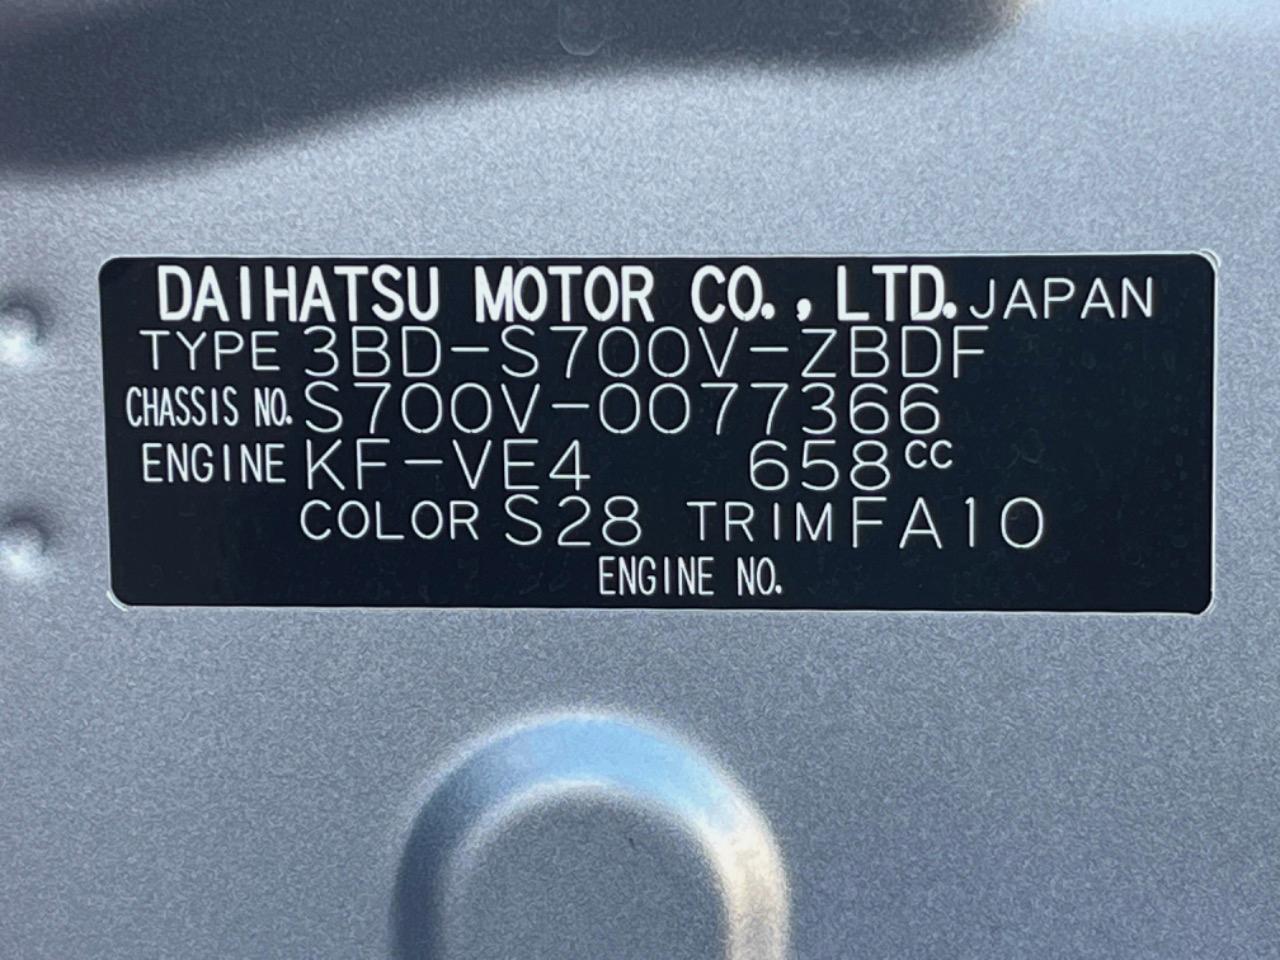 DAIHATSU MOTOR CO., LTD. JAPAN
TYPE 3BD-S700V-ZBDF
CHASSIS NO. S700V-0077366
ENGINE KF-VE4 658cc
COLOR S28 TRIM FA10
ENGINE NO.